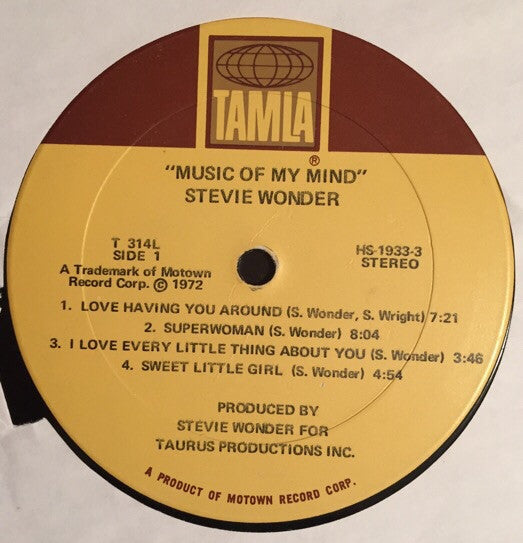 TAMLA
®
"MUSIC OF MY MIND"
STEVIE WONDER
T 314L
SIDE 1
HS-1933-3
STEREO
A Trademark of Motown
Record Corp. © 1972
1. LOVE HAVING YOU AROUND (S. Wonder, S. Wright) 7:21
2. SUPERWOMAN (S. Wonder) 8:04
3. I LOVE EVERY LITTLE THING ABOUT YOU (S. Wonder) 3:46
4. SWEET LITTLE GIRL (S. Wonder) 4:54
PRODUCED BY
STEVIE WONDER FOR
TAURUS PRODUCTIONS INC.
A PRODUCT OF MOTOWN RECORD CORP.